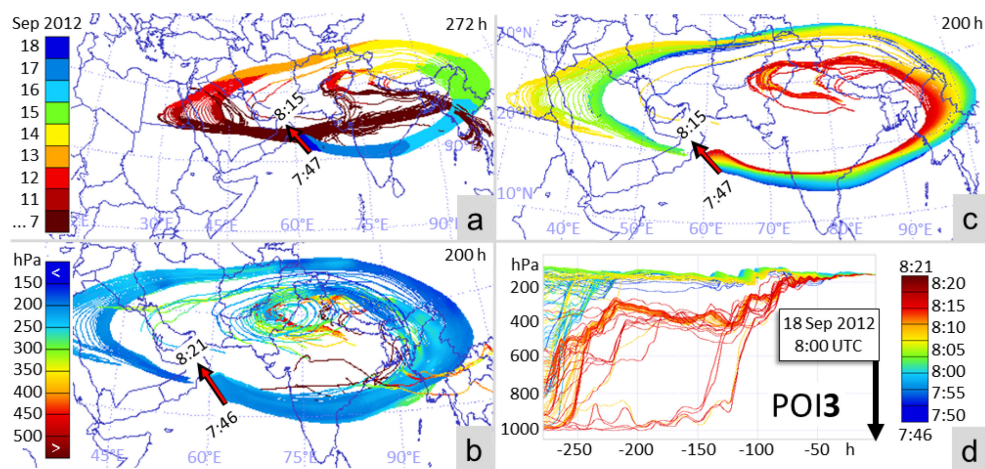 Sep 2012
272 h
18
17
16
15
14
13
12
11
... 7
8:15
7:47
90°E
30°E
45°E
60°E
75°E
90°E
a
200 h
20°N
10°N
8:15
7:47
40°E
50°E
60°E
70°E
80°E
90°E
c
hPa
200 h
<
150
200
250
300
350
400
450
500
>
8:21
7:46
45°E
60°E
75°E
90°E
b
hPa
200
400
600
800
1000
-250
-200
-150
-100
-50
h
18 Sep 2012
8:00 UTC
POI3
8:21
8:20
8:15
8:10
8:05
8:00
7:55
7:50
7:46
d